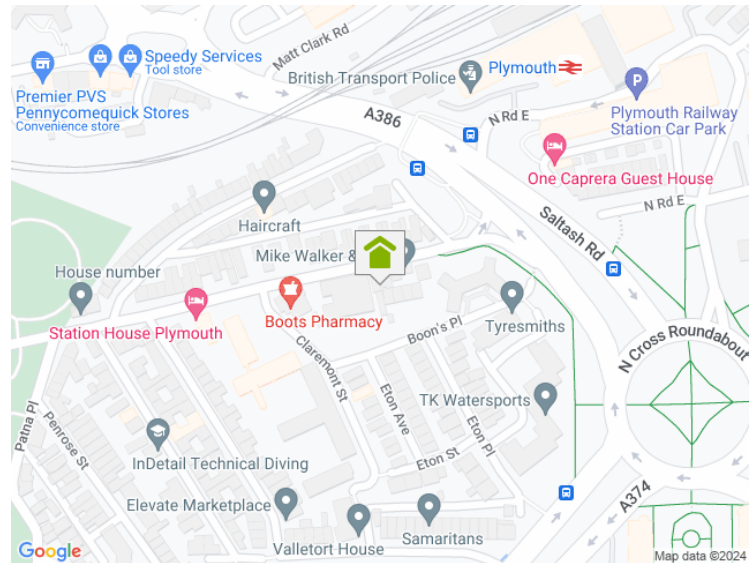 Matt Clark Rd
Speedy Services
Tool store
Premier PVS
Pennycomequick Stores
Convenience store
British Transport Police
Plymouth
A386
N Rd E
Plymouth Railway
Station Car Park
One Caprera Guest House
N Rd E
Haircraft
Saltash Rd
Mike Walker &
House number
Station House Plymouth
Boots Pharmacy
Boon's Pl
Tyresmiths
Claremont St
N Cross Roundabout
Patna Pl
Penrose St
Eton Ave
TK Watersports
InDetail Technical Diving
Eton St
Eton Pl
Elevate Marketplace
A374
Valletort House
Samaritans
Google
Map data ©2024
P